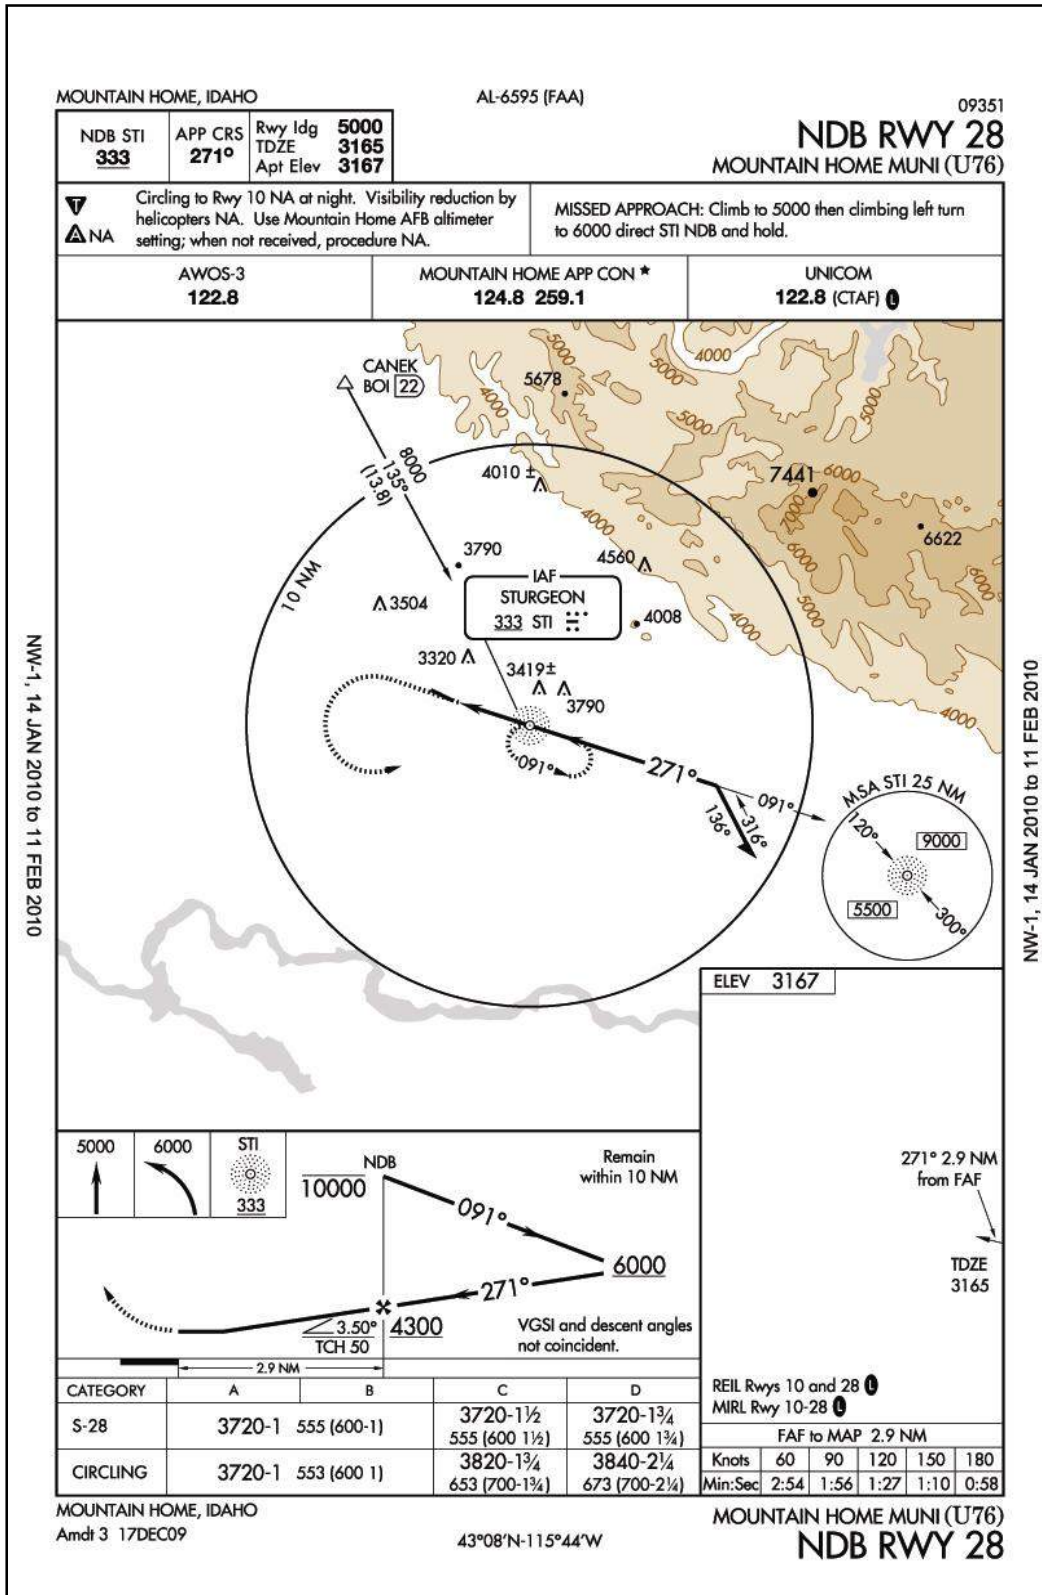 MOUNTAIN HOME, IDAHO
AL-6595 (FAA)
09351
NDB STI
333
APP CRS
271°
Rwy ldg 5000
TDZE 3165
Apt Elev 3167
NDB RWY 28
MOUNTAIN HOME MUNI (U76)
T
A NA
Circling to Rwy 10 NA at night. Visibility reduction by
helicopters NA. Use Mountain Home AFB altimeter
setting; when not received, procedure NA.
MISSED APPROACH: Climb to 5000 then climbing left turn
to 6000 direct STI NDB and hold.
AWOS-3
122.8
MOUNTAIN HOME APP CON ★
124.8 259.1
UNICOM
122.8 (CTAF) L
CANEK
BOI 22
8000
135°
(13.8)
10 NM
5678
5000
4000
5000
4000
5000
5000
4000
4010 ±
4000
7441
6000
7000
6622
6000
6000
5000
4000
4000
3790
4560
3504
IAF
STURGEON
333 STI
4008
3320
3419±
3790
091°
271°
091°
136°
316°
MSA STI 25 NM
120°
9000
5500
300°
NW-1, 14 JAN 2010 to 11 FEB 2010
NW-1, 14 JAN 2010 to 11 FEB 2010
ELEV 3167
271° 2.9 NM
from FAF
TDZE
3165
REIL Rwys 10 and 28 L
MIRL Rwy 10-28 L
FAF to MAP 2.9 NM
Knots 60 90 120 150 180
Min:Sec 2:54 1:56 1:27 1:10 0:58
5000
6000
STI
333
NDB
10000
Remain
within 10 NM
091°
6000
271°
4300
3.50°
TCH 50
VGSI and descent angles
not coincident.
2.9 NM
CATEGORY A B C D
S-28 3720-1 555 (600-1) 3720-1½ 555 (600 1½) 3720-1¾ 555 (600 1¾)
CIRCLING 3720-1 553 (600 1) 3820-1¾ 653 (700-1¾) 3840-2¼ 673 (700-2¼)
MOUNTAIN HOME, IDAHO
Amdt 3 17DEC09
43°08'N-115°44'W
MOUNTAIN HOME MUNI (U76)
NDB RWY 28